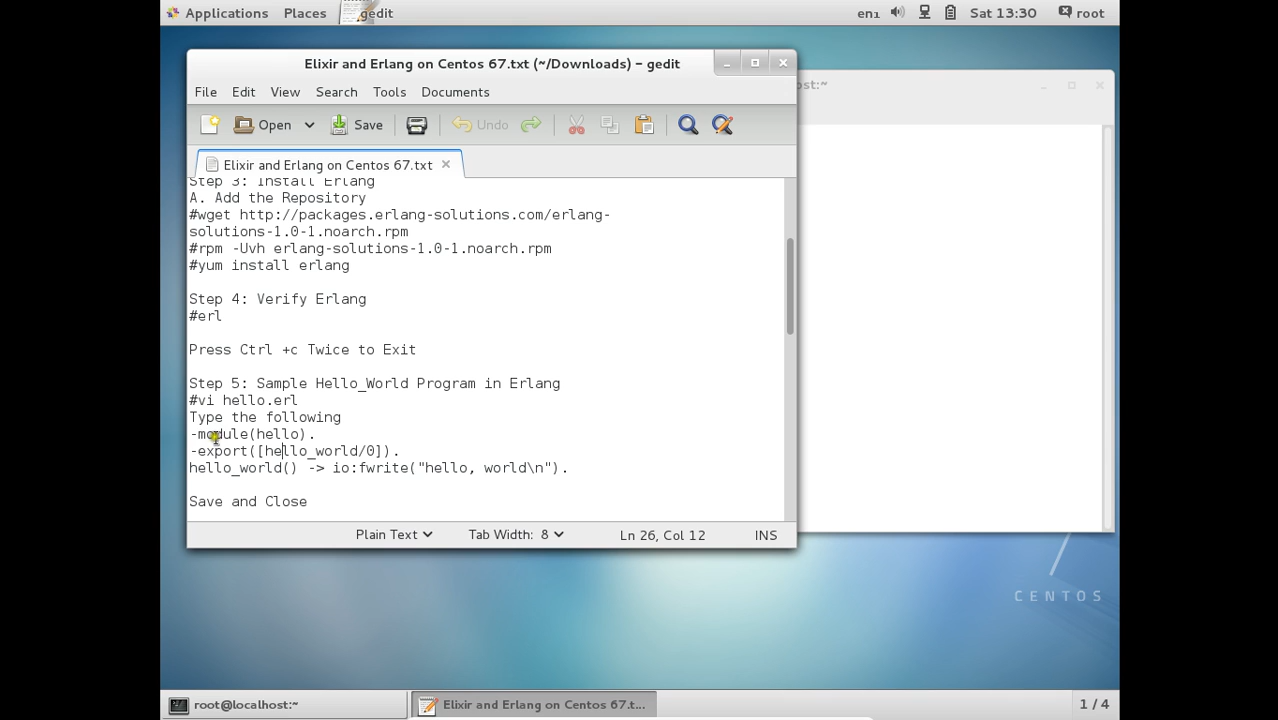 Applications Places gedit en1 Sat 13:30 root
Elixir and Erlang on Centos 67.txt (~/Downloads) – gedit
ost:~
File Edit View Search Tools Documents
Open Save Undo
Elixir and Erlang on Centos 67.txt
Step 3: Install Erlang
A. Add the Repository
#wget http://packages.erlang-solutions.com/erlang-
solutions-1.0-1.noarch.rpm
#rpm -Uvh erlang-solutions-1.0-1.noarch.rpm
#yum install erlang
Step 4: Verify Erlang
#erl
Press Ctrl +c Twice to Exit
Step 5: Sample Hello_World Program in Erlang
#vi hello.erl
Type the following
-module(hello).
-export([hello_world/0]).
hello_world() -> io:fwrite("hello, world\n").
Save and Close
Plain Text Tab Width: 8 Ln 26, Col 12 INS
7
CENTOS
root@localhost:~ Elixir and Erlang on Centos 67.t... 1 / 4